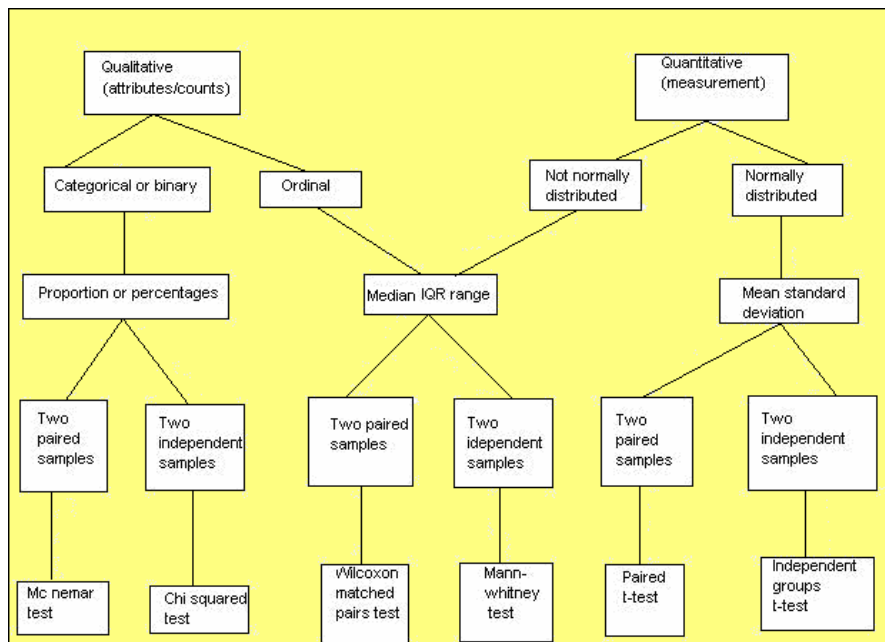 Qualitative
(attributes/counts)
Quantitative
(measurement)
Categorical or binary
Ordinal
Not normally
distributed
Normally
distributed
Proportion or percentages
Median IQR range
Mean standard
deviation
Two
paired
samples
Two
independent
samples
Two paired
samples
Two
idependent
samples
Two
paired
samples
Two
independent
samples
Mc nemar
test
Chi squared
test
Wilcoxon
matched
pairs test
Mann-
whitney
test
Paired
t-test
Independent
groups
t-test